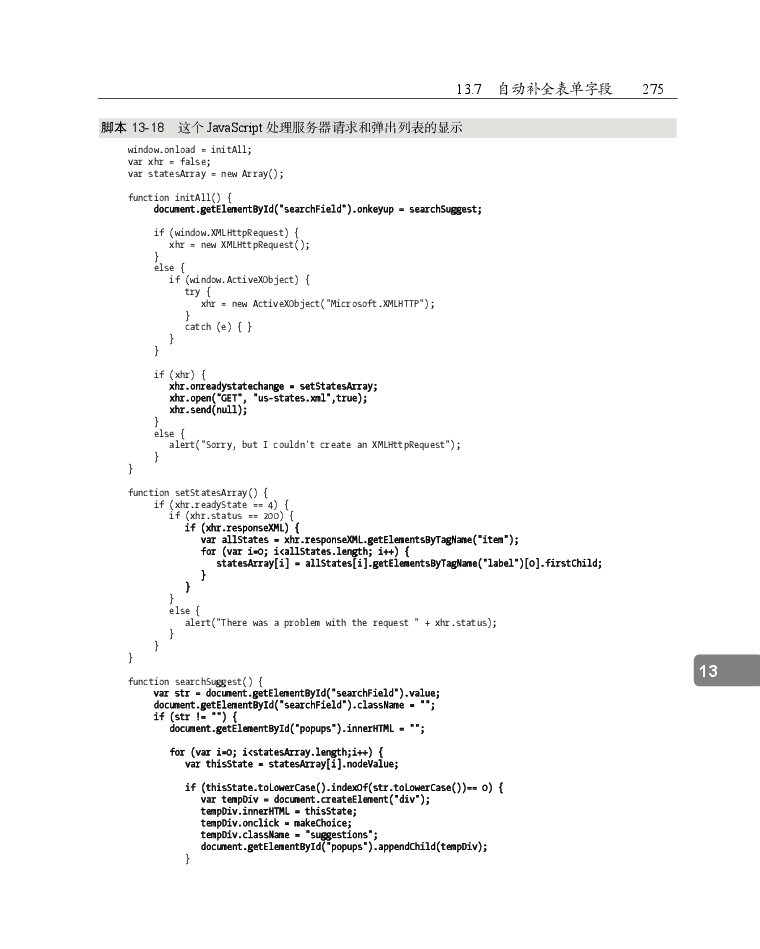 13.7 自动补全表单字段 275
脚本 13-18 这个 JavaScript 处理服务器请求和弹出列表的显示
window.onload = initAll;
var xhr = false;
var statesArray = new Array();
function initAll() {
document.getElementById("searchField").onkeyup = searchSuggest;
if (window.XMLHttpRequest) {
xhr = new XMLHttpRequest();
}
else {
if (window.ActiveXObject) {
try {
xhr = new ActiveXObject("Microsoft.XMLHTTP");
}
catch (e) { }
}
}
if (xhr) {
xhr.onreadystatechange = setStatesArray;
xhr.open("GET", "us-states.xml",true);
xhr.send(null);
}
else {
alert("Sorry, but I couldn't create an XMLHttpRequest");
}
}
function setStatesArray() {
if (xhr.readyState == 4) {
if (xhr.status == 200) {
if (xhr.responseXML) {
var allStates = xhr.responseXML.getElementsByTagName("item");
for (var i=0; i<allStates.length; i++) {
statesArray[i] = allStates[i].getElementsByTagName("label")[0].firstChild;
}
}
}
else {
alert("There was a problem with the request " + xhr.status);
}
}
}
13
function searchSuggest() {
var str = document.getElementById("searchField").value;
document.getElementById("searchField").className = "";
if (str != "") {
document.getElementById("popups").innerHTML = "";
for (var i=0; i<statesArray.length;i++) {
var thisState = statesArray[i].nodeValue;
if (thisState.toLowerCase().indexOf(str.toLowerCase())== 0) {
var tempDiv = document.createElement("div");
tempDiv.innerHTML = thisState;
tempDiv.onclick = makeChoice;
tempDiv.className = "suggestions";
document.getElementById("popups").appendChild(tempDiv);
}